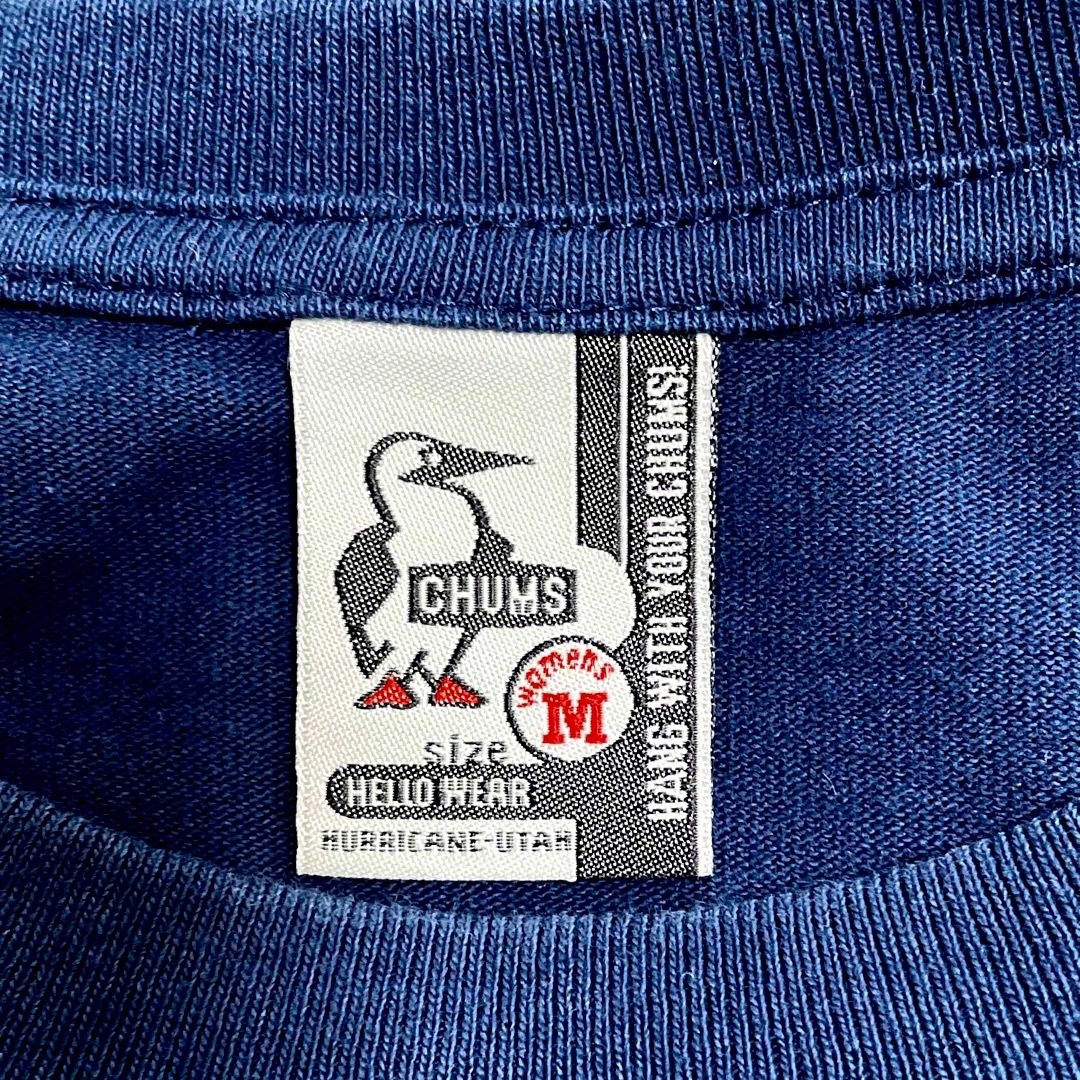 CHUMS
womens
M
size
HELLO WEAR
HURRICANE-UTAH
HANG WITH YOUR CHUMS!